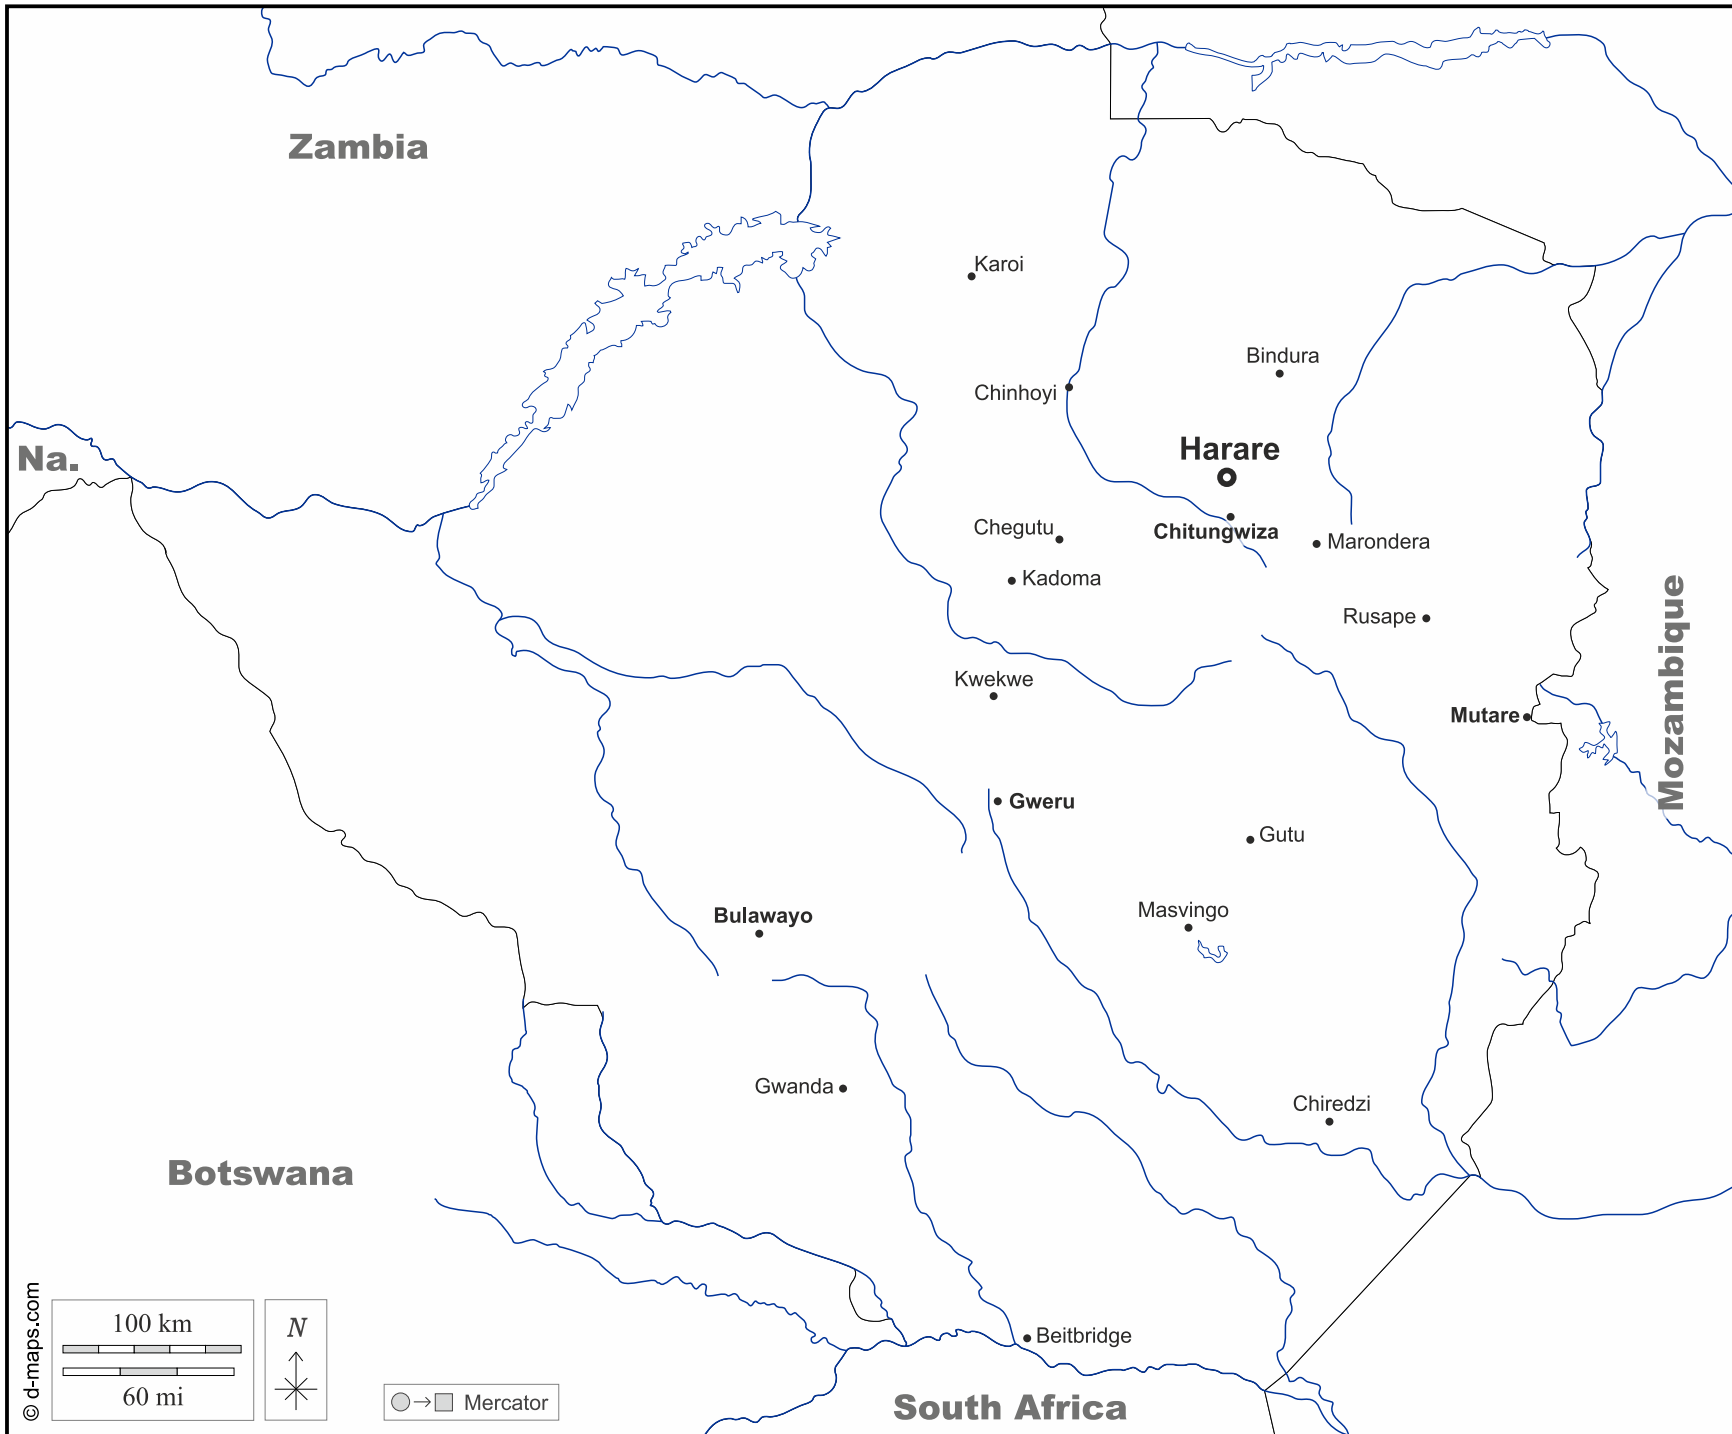 Zambia
Karoi
Bindura
Chinhoyi
Harare
Na.
Chegutu
Chitungwiza
Marondera
Kadoma
Rusape
Mozambique
Kwekwe
Mutare
Gweru
Gutu
Masvingo
Bulawayo
Gwanda
Chiredzi
Botswana
© d-maps.com
100 km
60 mi
N
Mercator
Beitbridge
South Africa